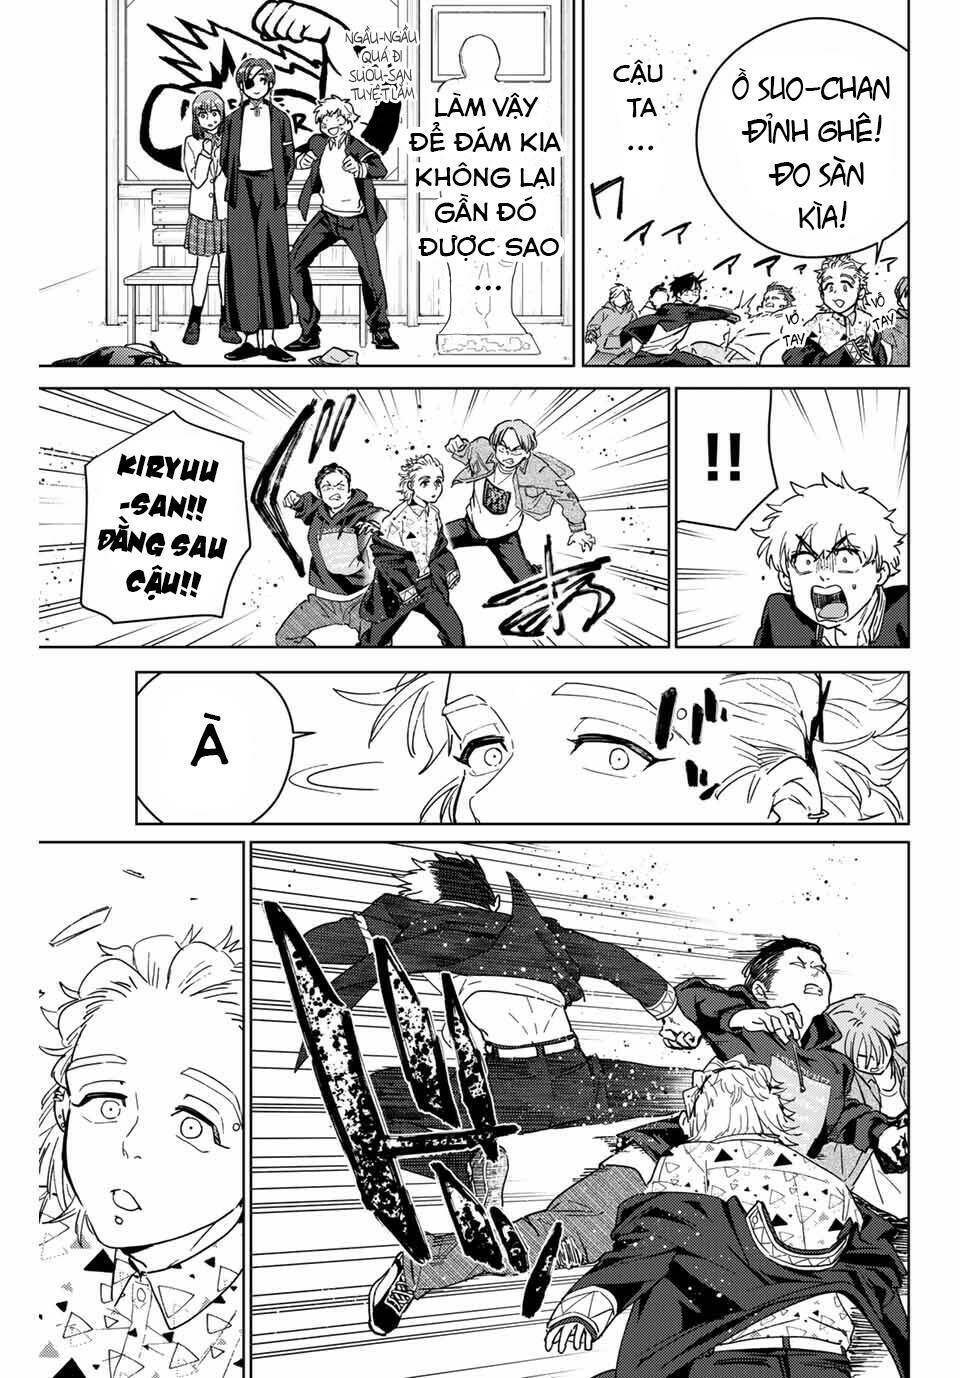 Ồ SUO-CHAN
ĐỈNH GHÊ!
ĐO SÀN
KÌA!
CẬU
TA
...
VỖ
TAY
VỖ
TAY
LÀM VẬY
ĐỂ ĐÁM KIA
KHÔNG LẠI
GẦN ĐÓ
ĐƯỢC SAO
...
NGẦU-NGẦU
QUÁ ĐI
SUOU-SAN
TUYỆT LẮM
!!
KIRYUU
-SAN!!
ĐẰNG SAU
CẬU!!
À